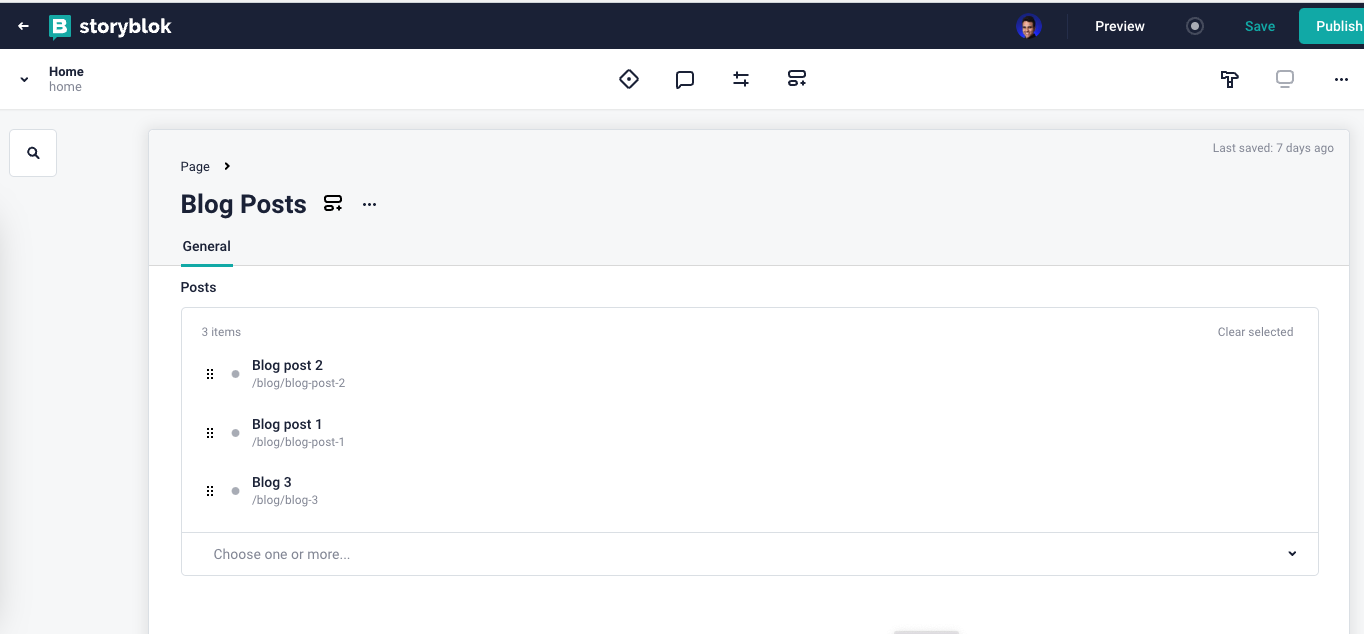 storyblok
Preview
Save
Publish
Home
home
Last saved: 7 days ago
Page
Blog Posts
General
Posts
3 items
Clear selected
Blog post 2
/blog/blog-post-2
Blog post 1
/blog/blog-post-1
Blog 3
/blog/blog-3
Choose one or more...